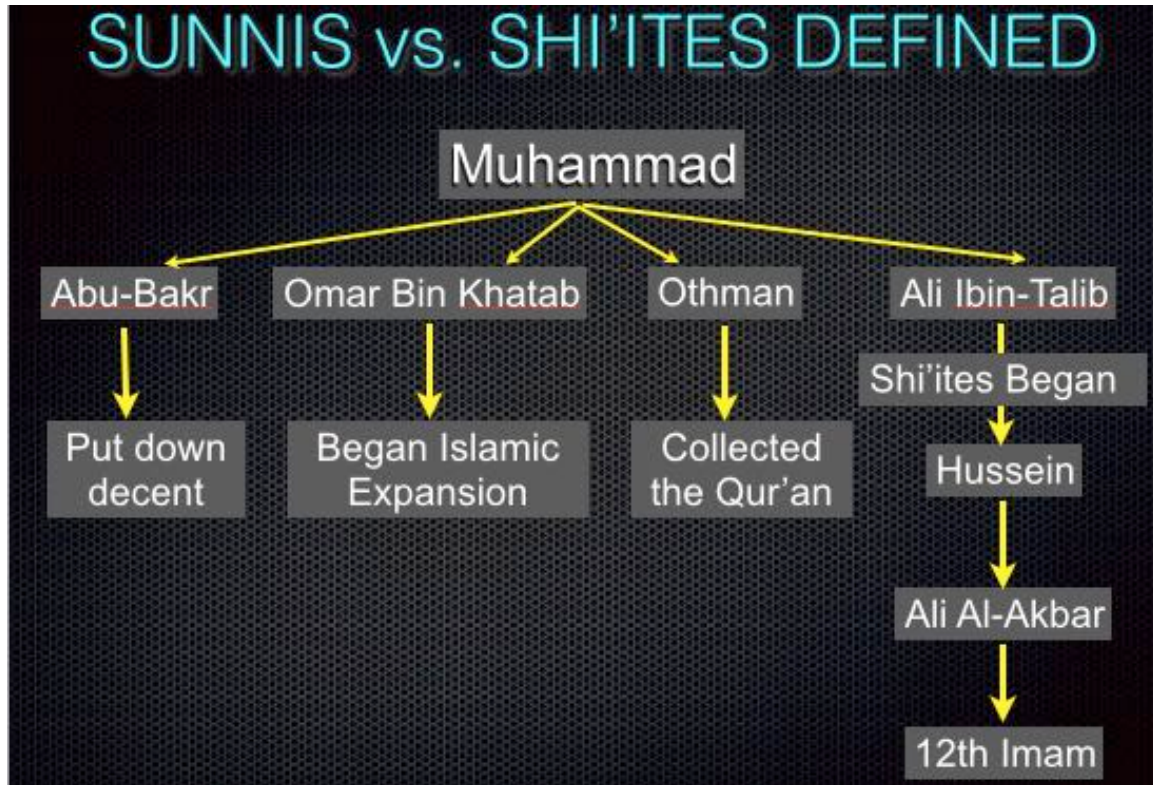 SUNNIS vs. SHI'ITES DEFINED
Muhammad
Abu-Bakr
Omar Bin Khatab
Othman
Ali Ibin-Talib
Shi'ites Began
Put down
decent
Began Islamic
Expansion
Collected
the Qur'an
Hussein
Ali Al-Akbar
12th Imam